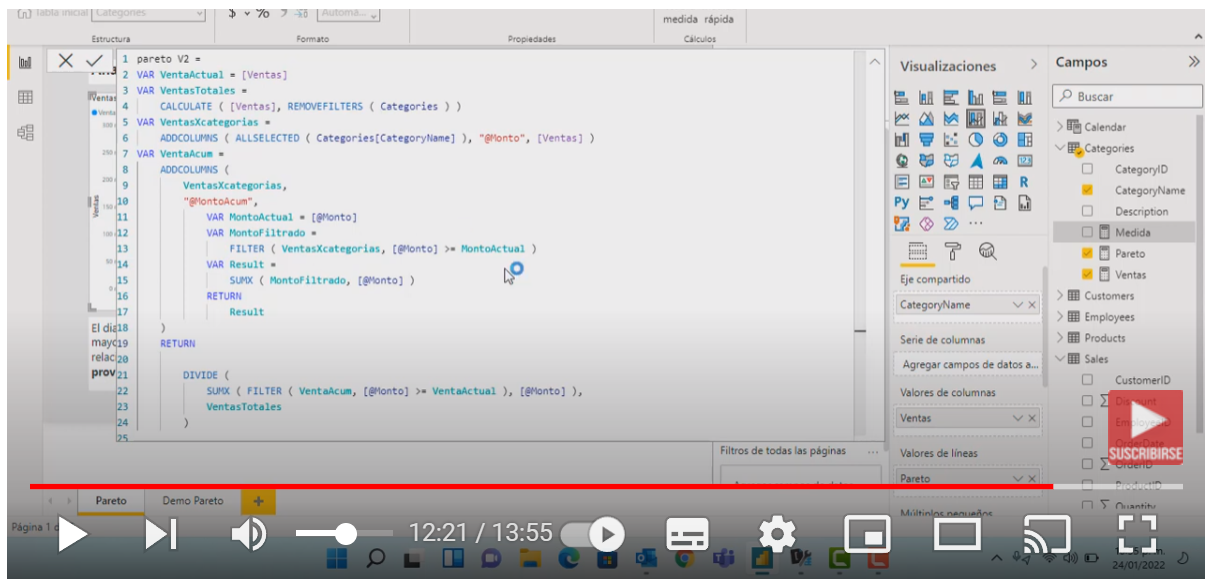 Tabla inicial Categories
$ %
Automá...
medida rápida
Estructura
Formato
Propiedades
Cálculos
1 pareto V2 =
2 VAR VentaActual = [Ventas]
3 VAR VentasTotales =
4 CALCULATE ( [Ventas], REMOVEFILTERS ( Categories ) )
5 VAR VentasXcategorias =
6 ADDCOLUMNS ( ALLSELECTED ( Categories[CategoryName] ), "@Monto", [Ventas] )
7 VAR VentaAcum =
8 ADDCOLUMNS (
9 VentasXcategorias,
10 "@MontoAcum",
11 VAR MontoActual = [@Monto]
12 VAR MontoFiltrado =
13 FILTER ( VentasXcategorias, [@Monto] >= MontoActual )
14 VAR Result =
15 SUMX ( MontoFiltrado, [@Monto] )
16 RETURN
17 Result
18 )
19 RETURN
20
21 DIVIDE (
22 SUMX ( FILTER ( VentaAcum, [@Monto] >= VentaActual ), [@Monto] ),
23 VentasTotales
24 )
25
Ventas
El dia
mayo
relac
prov
Filtros de todas las páginas
Visualizaciones
R
Py
Eje compartido
CategoryName
Serie de columnas
Agregar campos de datos a...
Valores de columnas
Ventas
Valores de líneas
Pareto
Múltiplos pequeños
Campos
Buscar
Calendar
Categories
CategoryID
CategoryName
Description
Medida
Pareto
Ventas
Customers
Employees
Products
Sales
CustomerID
Discount
EmployeeID
OrderDate
OrderID
ProductID
Quantity
SUSCRIBIRSE
Pareto
Demo Pareto
Página 1 d
12:21 / 13:55
24/01/2022